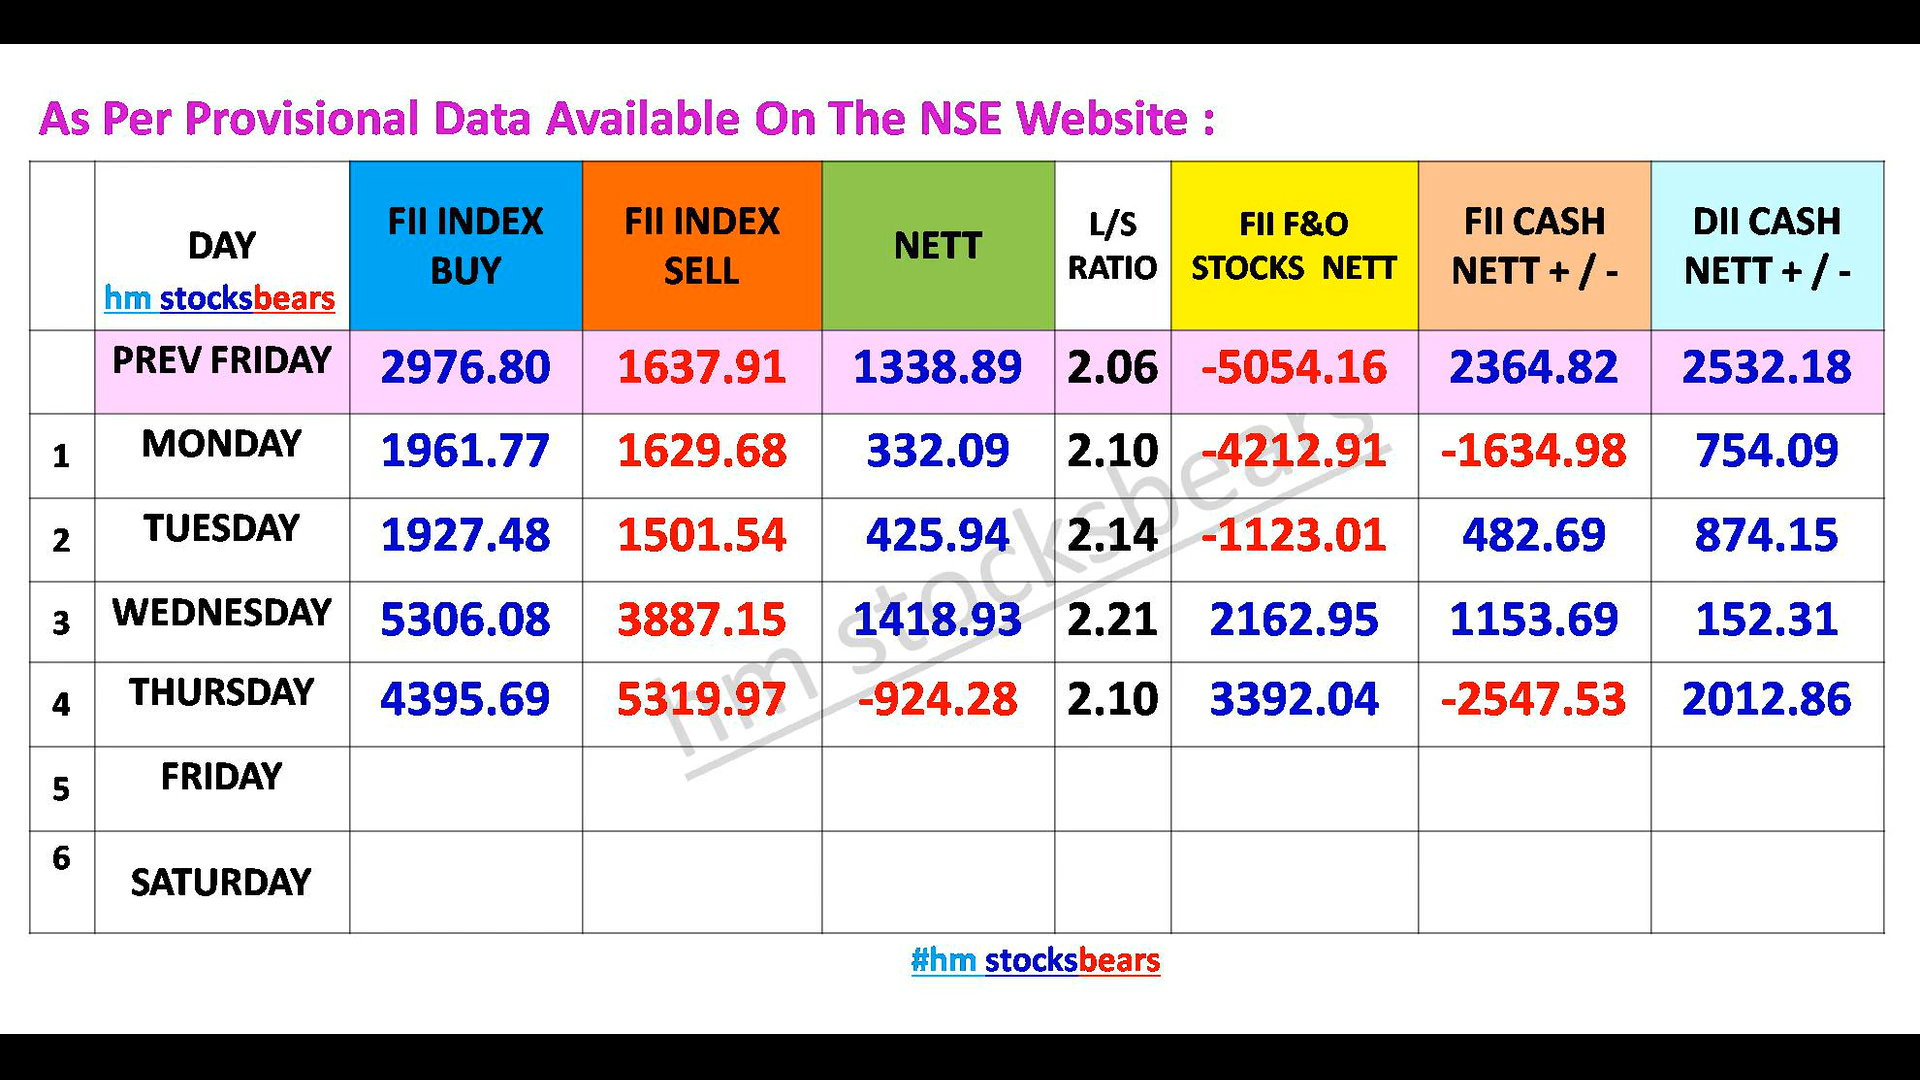 As Per Provisional Data Available On The NSE Website :
DAY hm stocksbears FII INDEX BUY FII INDEX SELL NETT L/S RATIO FII F&O STOCKS NETT FII CASH NETT + / - DII CASH NETT + / -
PREV FRIDAY 2976.80 1637.91 1338.89 2.06 -5054.16 2364.82 2532.18
1 MONDAY 1961.77 1629.68 332.09 2.10 -4212.91 -1634.98 754.09
2 TUESDAY 1927.48 1501.54 425.94 2.14 -1123.01 482.69 874.15
3 WEDNESDAY 5306.08 3887.15 1418.93 2.21 2162.95 1153.69 152.31
4 THURSDAY 4395.69 5319.97 -924.28 2.10 3392.04 -2547.53 2012.86
5 FRIDAY
6 SATURDAY
hm stocksbears
#hm stocksbears